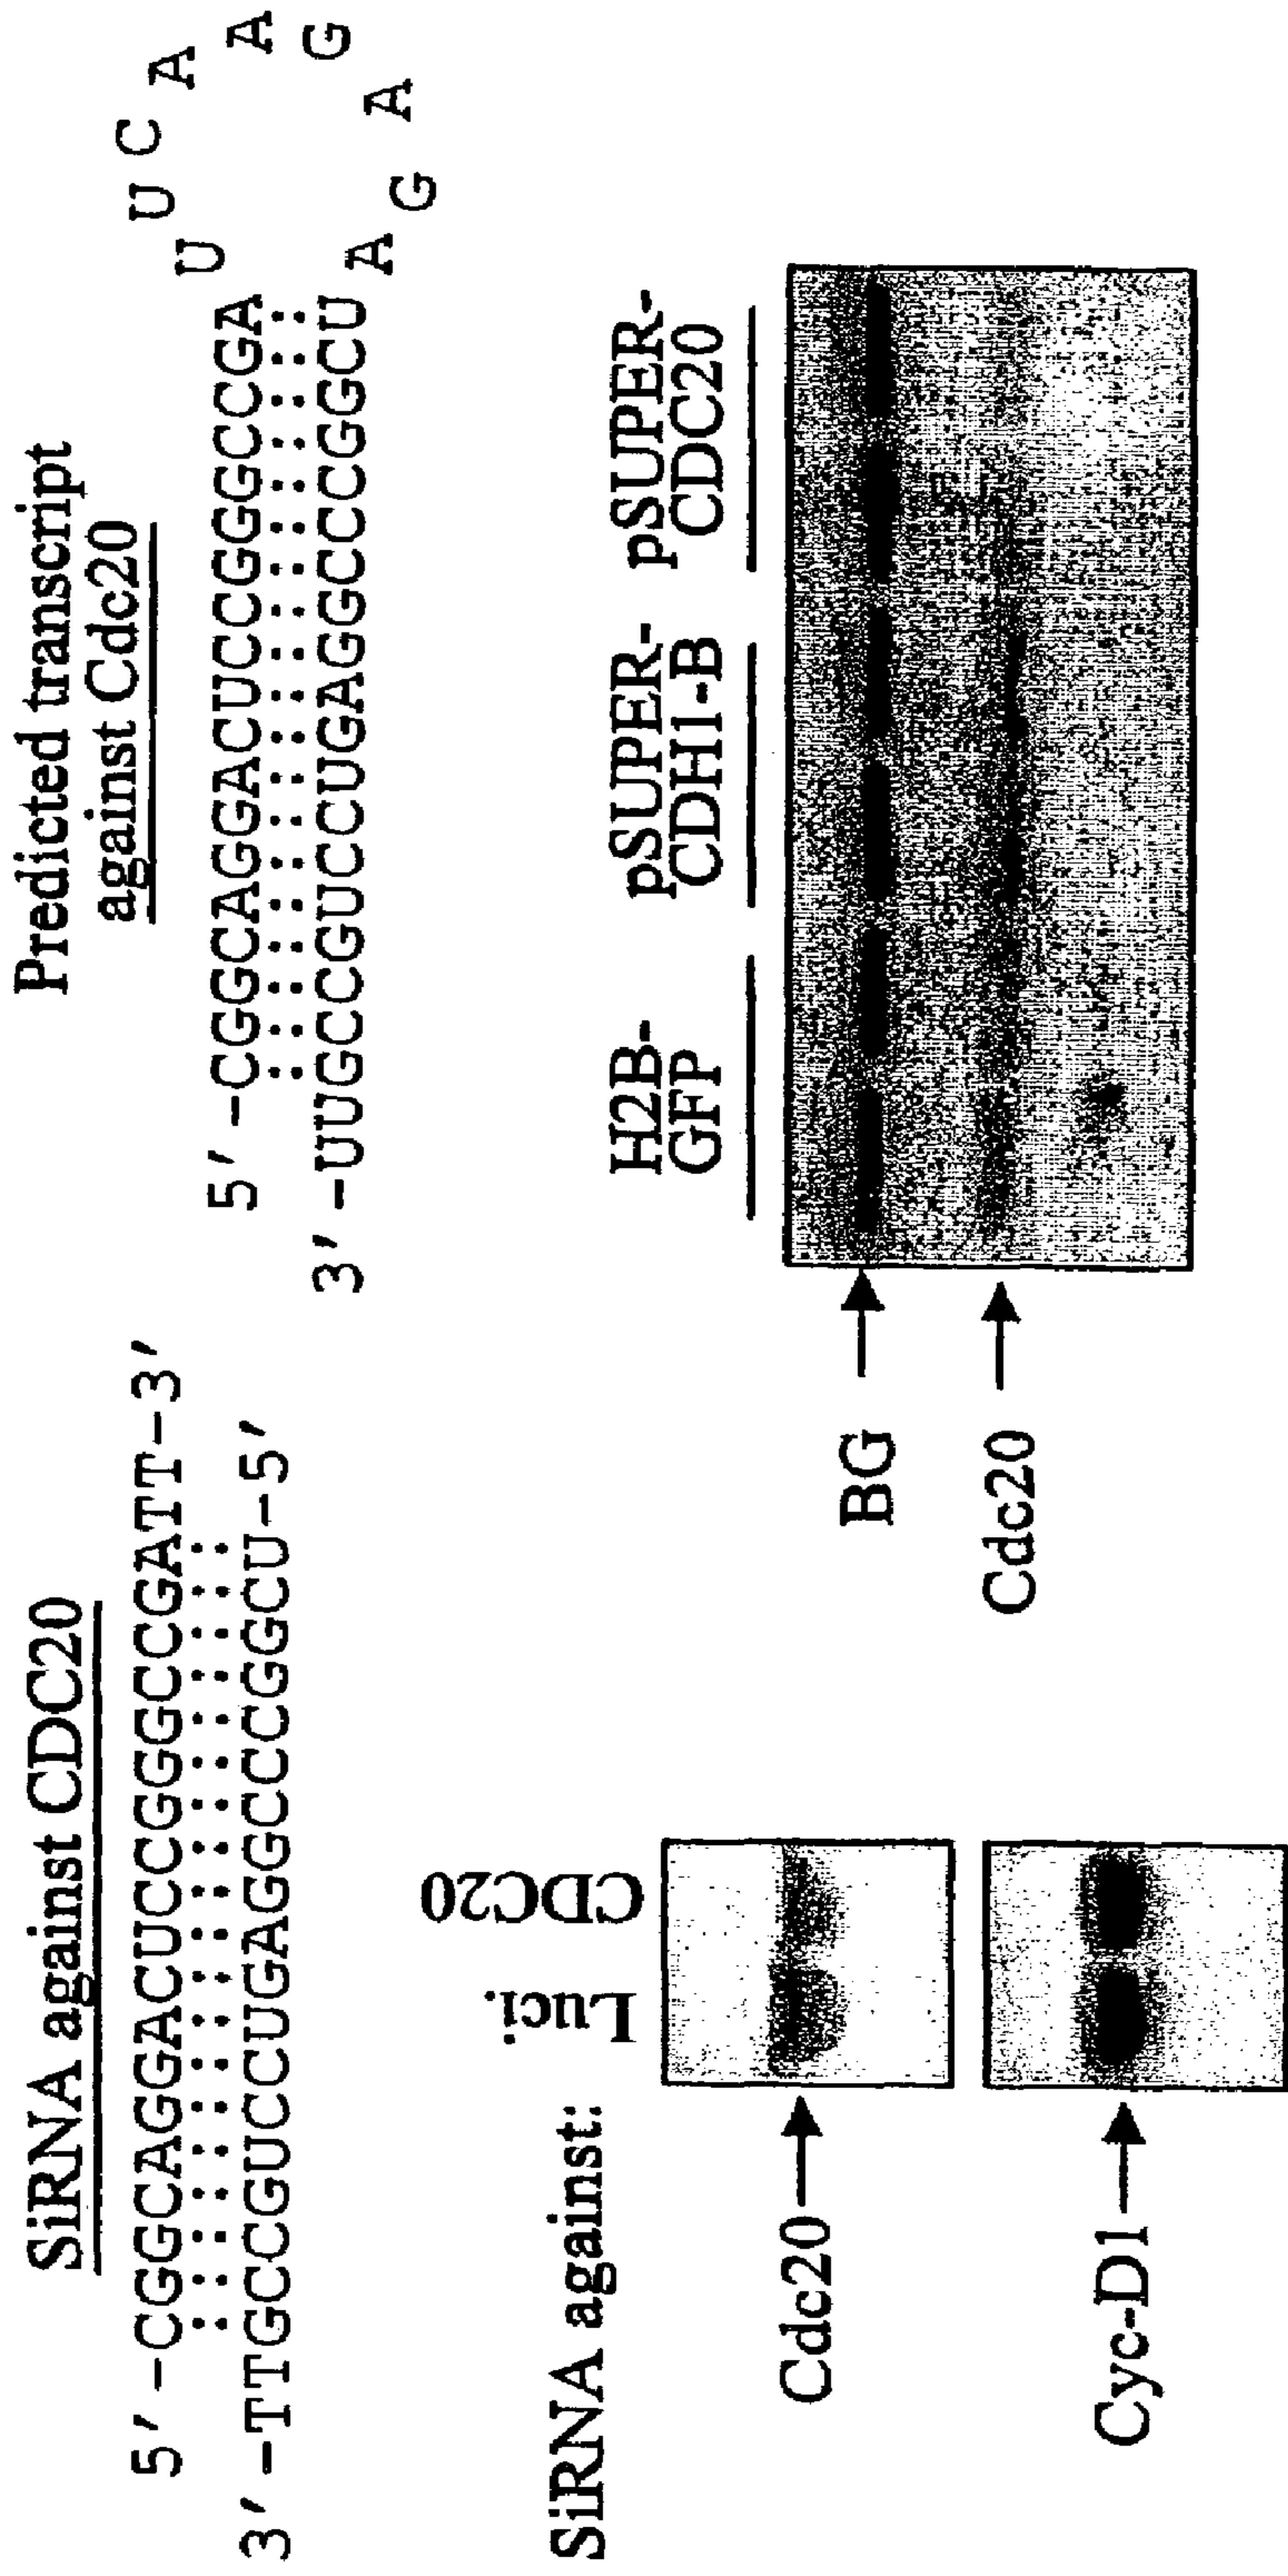 SiRNA against CDC20
5'-CGGCAGGACUCCGGGCCGATT-3'
3'-TTGCCGUCCUGAGGCCCGGCU-5'
SiRNA against:
Luci.
CDC20
Cdc20
Cyc-D1
Predicted transcript
against Cdc20
5'-CGGCAGGACUCCGGGCCGA
U U C A A G A G A
3'-UUGCCGUCCUGAGGCCCGGCU
H2B-
GFP
pSUPER-
CDH1-B
pSUPER-
CDC20
BG
Cdc20